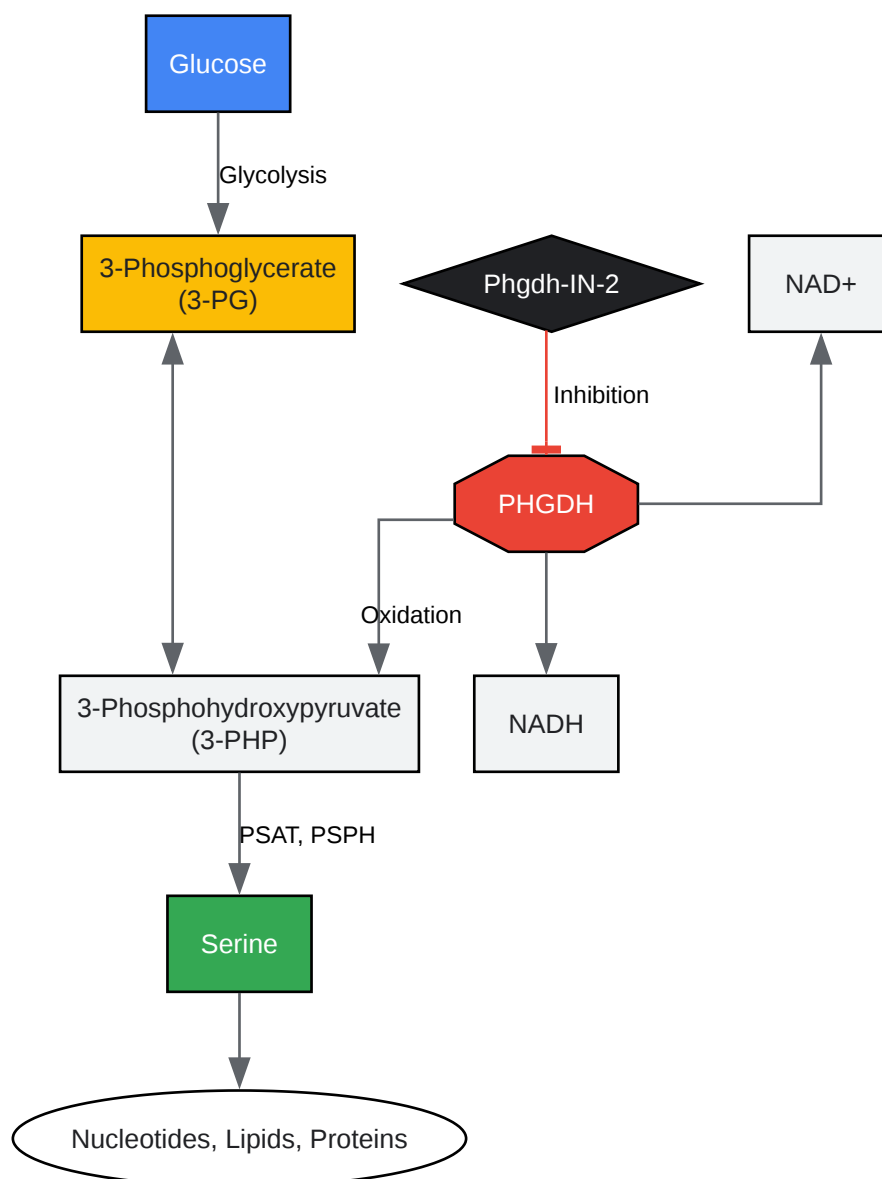 Glucose
Glycolysis
3-Phosphoglycerate
(3-PG)
Phgdh-IN-2
NAD+
Inhibition
PHGDH
Oxidation
3-Phosphohydroxypyruvate
(3-PHP)
NADH
PSAT, PSPH
Serine
Nucleotides, Lipids, Proteins